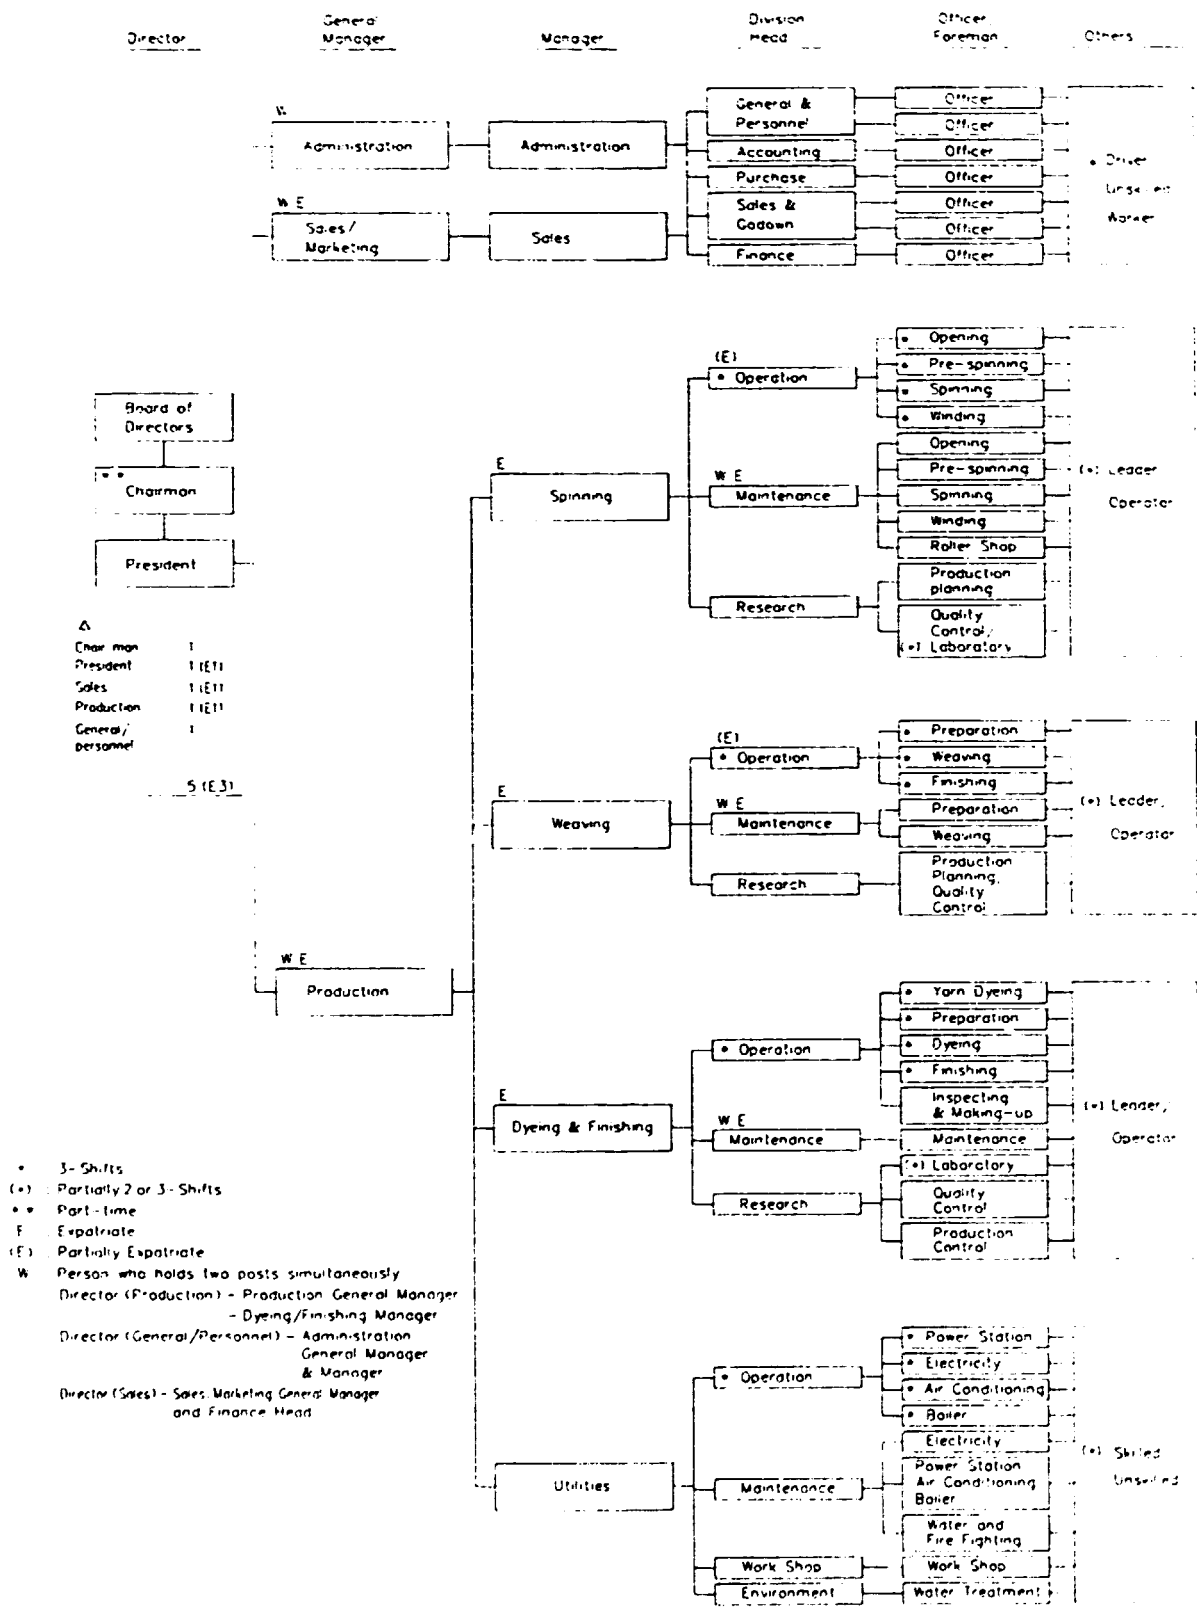 Director
General
Manager
Manager
Division
Head
Officer,
Foreman
Others
W
Administration
Administration
General &
Personnel
Accounting
Purchase
Sales &
Godown
Finance
W E
Sales/
Marketing
Sales
Officer
Officer
Officer
Officer
Officer
Officer
Officer
• Driver
Unskilled
Worker
Board of
Directors
• •
Chairman
President
Chairman 1
President 1 (E1)
Sales 1 (E1)
Production 1 (E1)
General/
personnel 1
5 (E3)
W E
Production
E
Spinning
(E)
• Operation
• Opening
• Pre-spinning
• Spinning
• Winding
W E
Maintenance
Opening
Pre-spinning
Spinning
Winding
Roller Shop
Research
Production
planning
Quality
Control/
(•) Laboratory
(•) Leader
Operator
E
Weaving
(E)
• Operation
• Preparation
• Weaving
• Finishing
W E
Maintenance
Preparation
Weaving
Research
Production
Planning,
Quality
Control
(•) Leader,
Operator
E
Dyeing & Finishing
• Operation
• Yarn Dyeing
• Preparation
• Dyeing
• Finishing
Inspecting
& Making-up
W E
Maintenance
Maintenance
Research
(•) Laboratory
Quality
Control
Production
Control
(•) Leader,
Operator
Utilities
• Operation
• Power Station
• Electricity
• Air Conditioning
• Boiler
Maintenance
Electricity
Power Station
Air Conditioning
Boiler
Water and
Fire Fighting
Work Shop
Work Shop
Environment
Water Treatment
(•) Skilled
Unskilled
• 3-Shifts
(•) : Partially 2 or 3-Shifts
• • Part-time
E : Expatriate
(E) : Partially Expatriate
W Person who holds two posts simultaneously
Director (Production) - Production General Manager
- Dyeing/Finishing Manager
Director (General/Personnel) - Administration
General Manager
& Manager
Director (Sales) - Sales, Marketing General Manager
and Finance Head